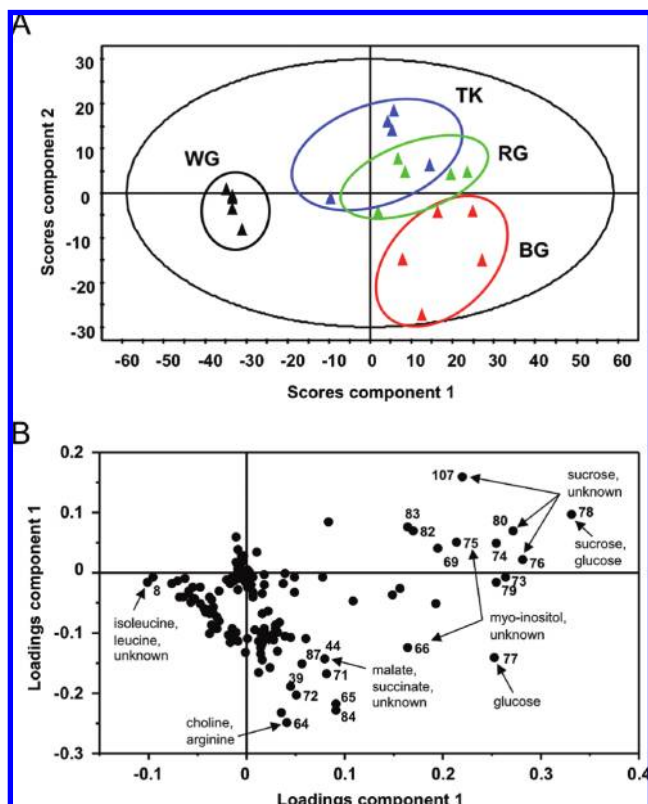 A
Scores component 2
30
20
10
0
-10
-20
-30
WG
TK
RG
BG
-60 -50 -40 -30 -20 -10 0 10 20 30 40 50 60
Scores component 1
B
Loadings component 1
0.2
0.1
0
-0.1
-0.2
-0.3
107
sucrose,
unknown
83
82
80
78
75
69
74
76
sucrose,
glucose
8
73
79
isoleucine,
leucine,
unknown
myo-inositol,
unknown
66
77
44
87
71
malate,
succinate,
unknown
glucose
39
72
65
84
choline,
arginine
64
-0.1 0 0.1 0.2 0.3 0.4
Loadings component 1